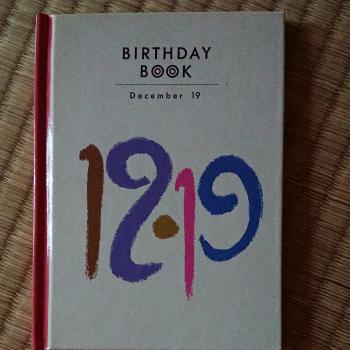 BIRTHDAY
BOOK
December 19
12.19